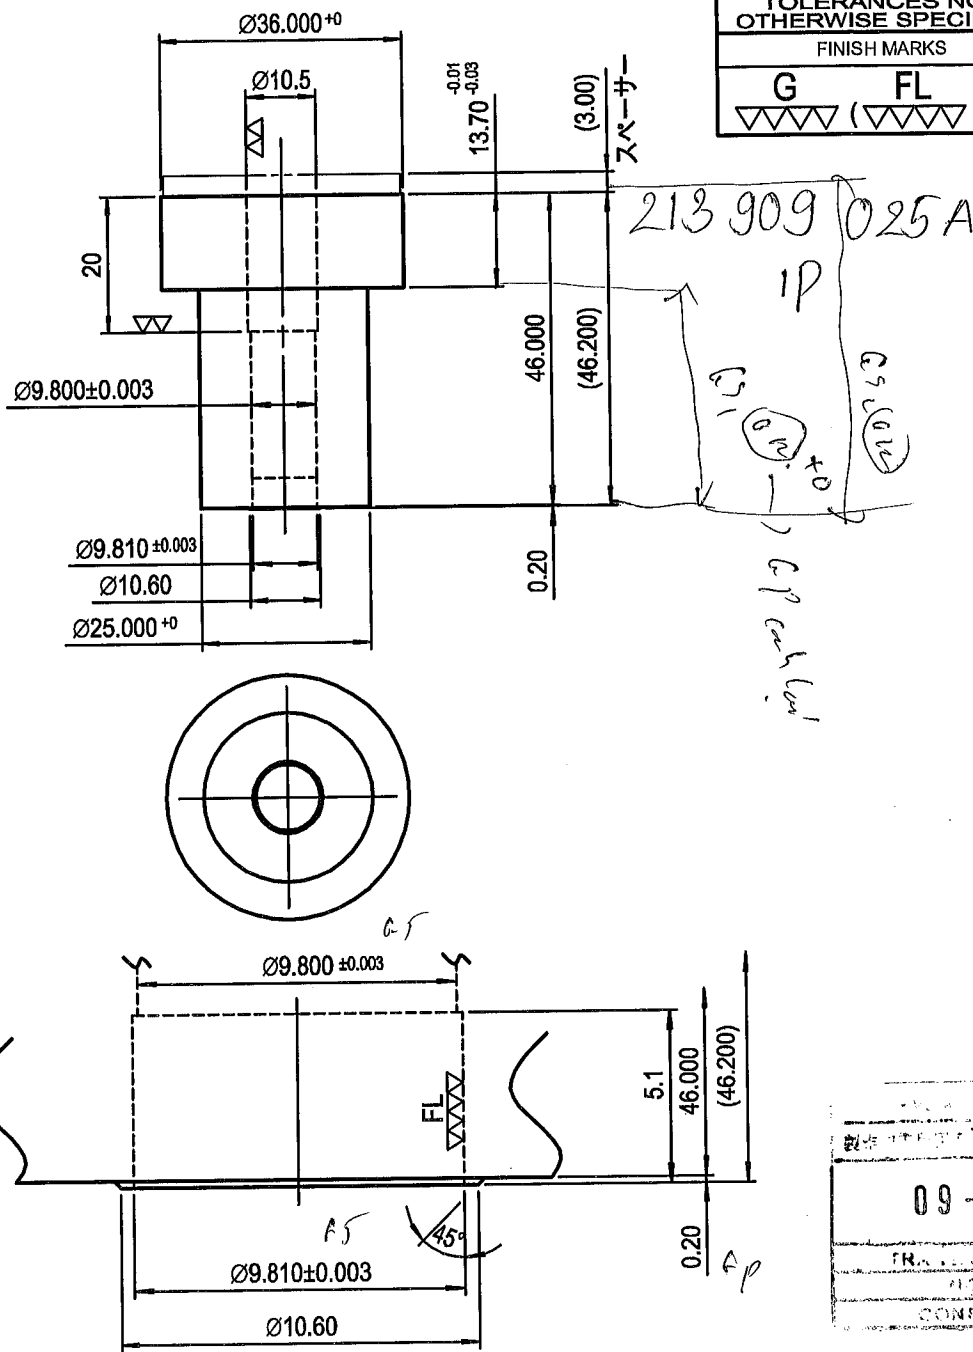 TOLERANCES NO
OTHERWISE SPECI
FINISH MARKS
G ( FL
Ø36.000 +0
Ø10.5
13.70 -0.01 -0.03
(3.00)
スペーサー
213 909 025 A
1P
20
46.000
(46.200)
Ø9.800±0.003
+0
Ø9.810 ±0.003
Ø10.60
Ø25.000 +0
0.20
Ø9.800 ±0.003
5.1
46.000
(46.200)
FL
45°
0.20
Ø9.810±0.003
Ø10.60
09-